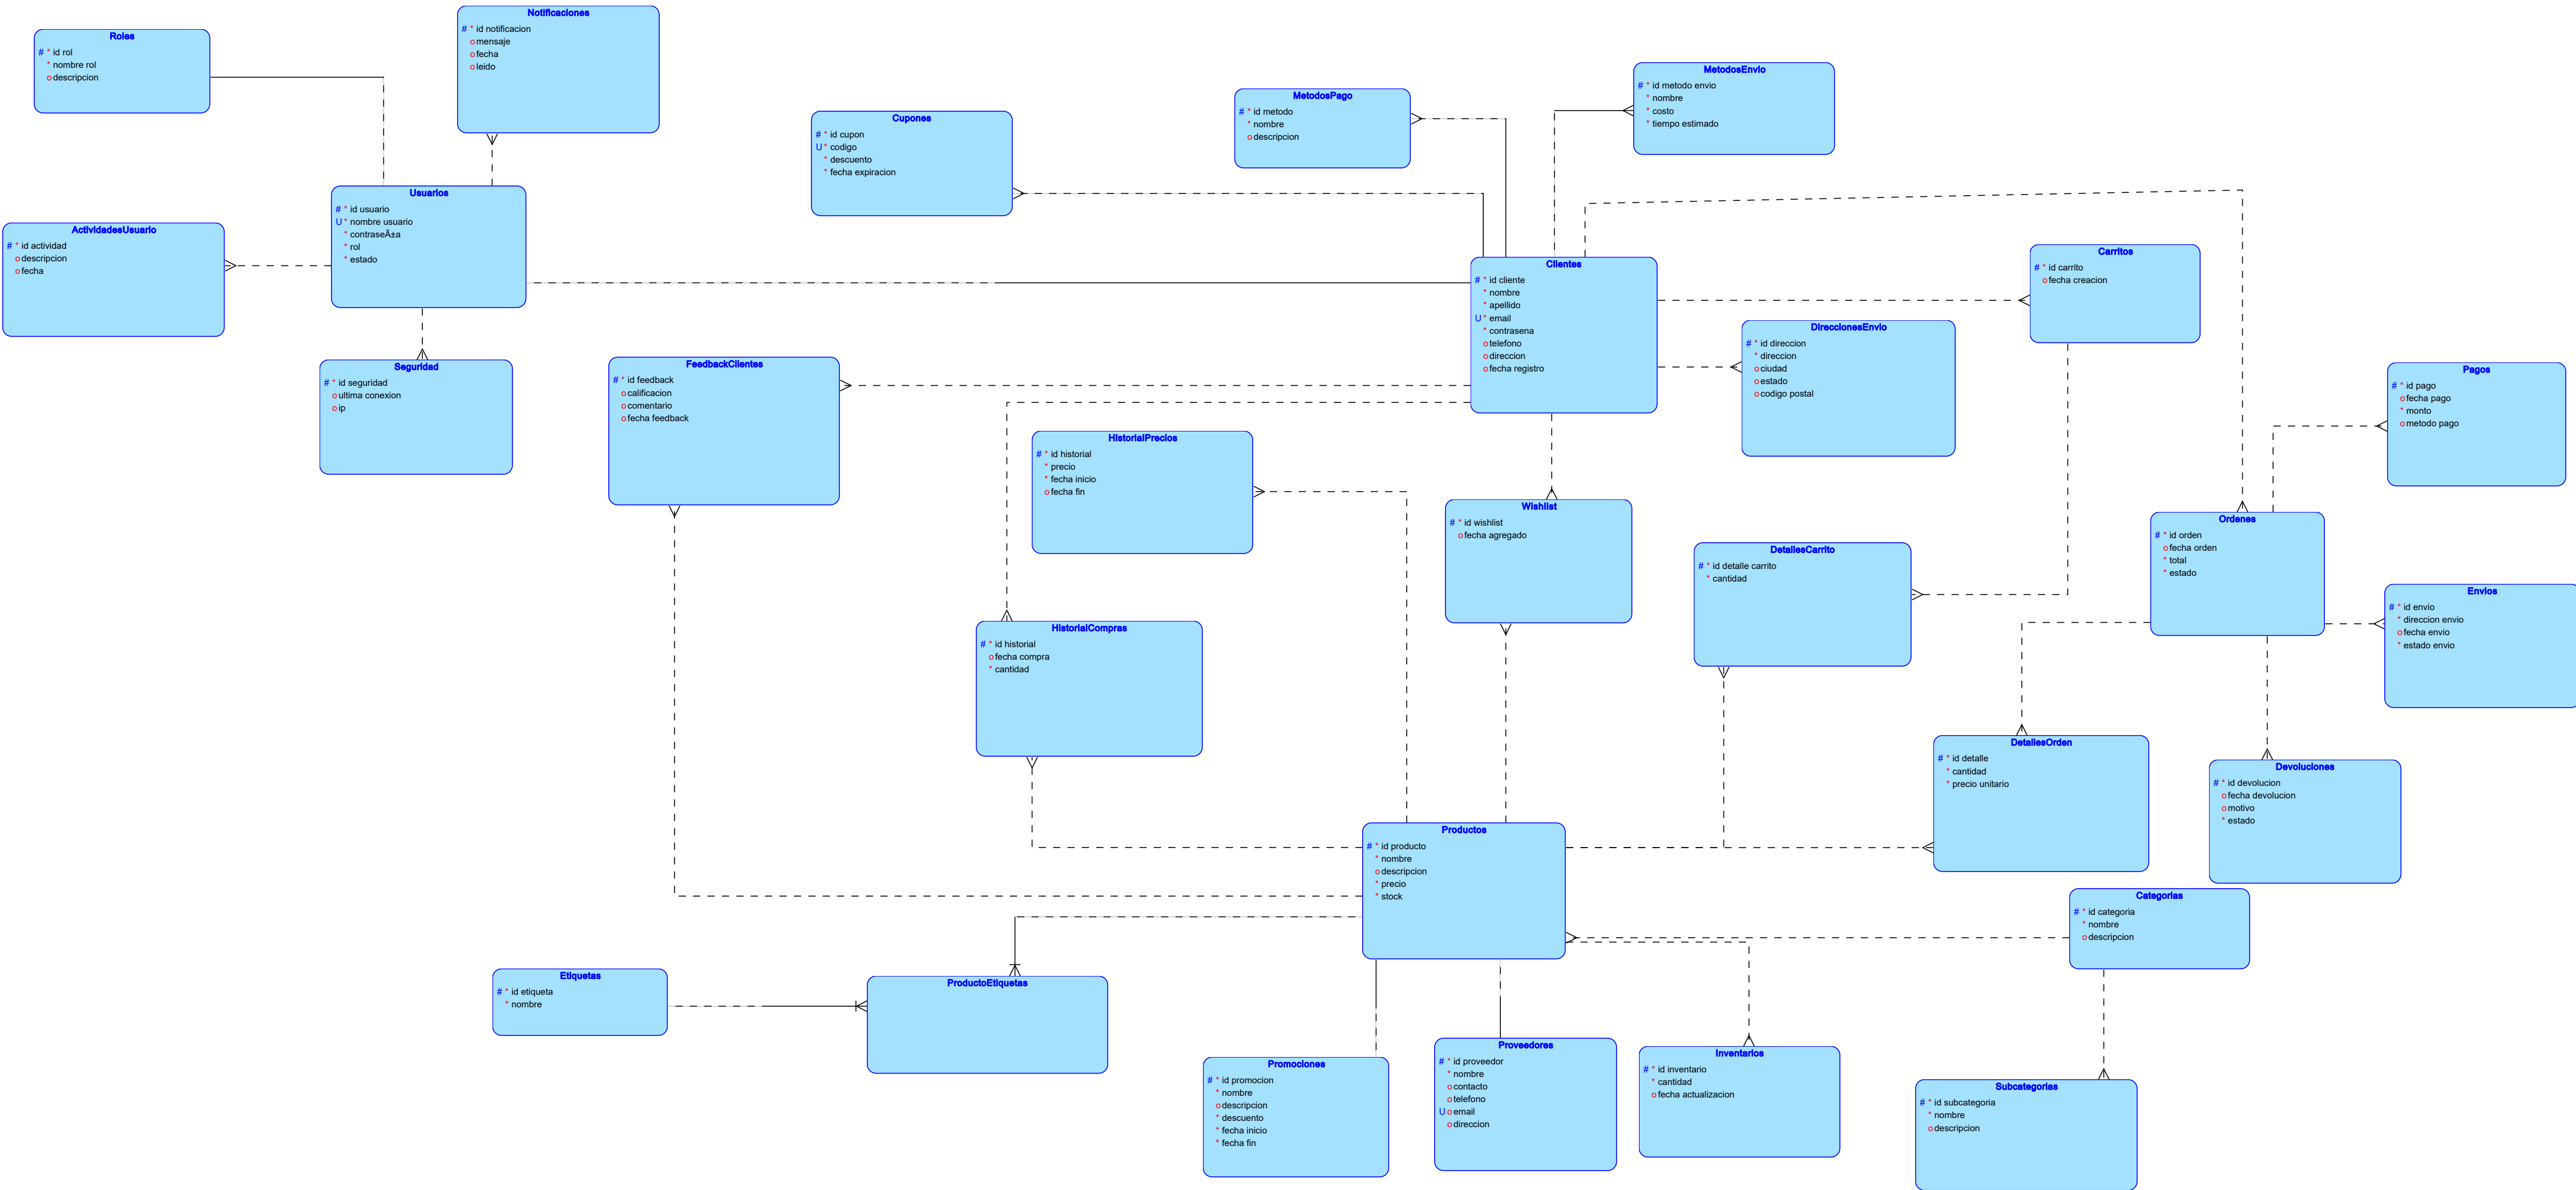 Notificaciones
# * id notificacion
o mensaje
o fecha
o leido
Roles
# * id rol
* nombre rol
o descripcion
MetodosEnvio
# * id metodo envio
* nombre
* costo
* tiempo estimado
MetodosPago
# * id metodo
* nombre
o descripcion
Cupones
# * id cupon
U * codigo
* descuento
* fecha expiracion
Usuarios
# * id usuario
U * nombre usuario
* contraseÃ±a
* rol
* estado
ActividadesUsuario
# * id actividad
o descripcion
o fecha
Clientes
# * id cliente
* nombre
* apellido
U * email
* contrasena
o telefono
o direccion
o fecha registro
Carritos
# * id carrito
o fecha creacion
DireccionesEnvio
# * id direccion
* direccion
o ciudad
o estado
o codigo postal
Seguridad
# * id seguridad
o ultima conexion
o ip
FeedbackClientes
# * id feedback
o calificacion
o comentario
o fecha feedback
Pagos
# * id pago
o fecha pago
* monto
o metodo pago
HistorialPrecios
# * id historial
* precio
* fecha inicio
o fecha fin
Wishlist
# * id wishlist
o fecha agregado
Ordenes
# * id orden
o fecha orden
* total
* estado
DetallesCarrito
# * id detalle carrito
* cantidad
Envios
# * id envio
* direccion envio
o fecha envio
* estado envio
HistorialCompras
# * id historial
o fecha compra
* cantidad
DetallesOrden
# * id detalle
* cantidad
* precio unitario
Devoluciones
# * id devolucion
o fecha devolucion
o motivo
* estado
Productos
# * id producto
* nombre
o descripcion
* precio
* stock
Categorias
# * id categoria
* nombre
o descripcion
Etiquetas
# * id etiqueta
* nombre
ProductoEtiquetas
Promociones
# * id promocion
* nombre
o descripcion
* descuento
* fecha inicio
* fecha fin
Proveedores
# * id proveedor
* nombre
o contacto
o telefono
U o email
o direccion
Inventarios
# * id inventario
* cantidad
o fecha actualizacion
Subcategorias
# * id subcategoria
* nombre
o descripcion